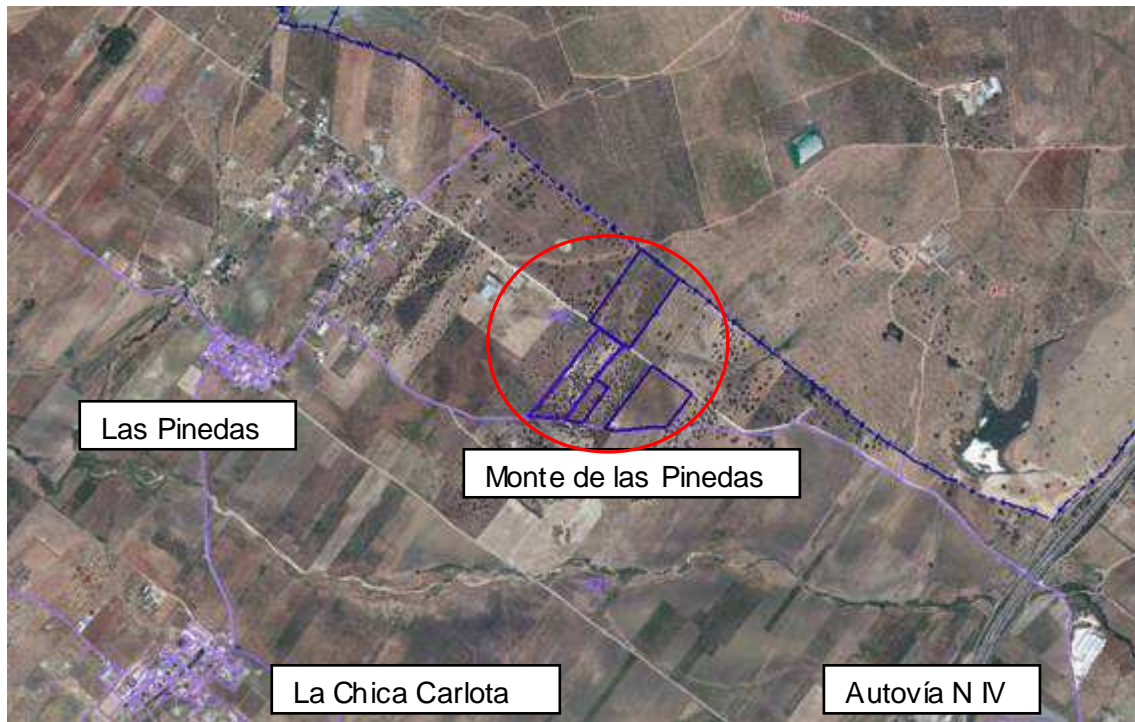 Las Pinedas
Monte de las Pinedas
La Chica Carlota
Autovía N IV